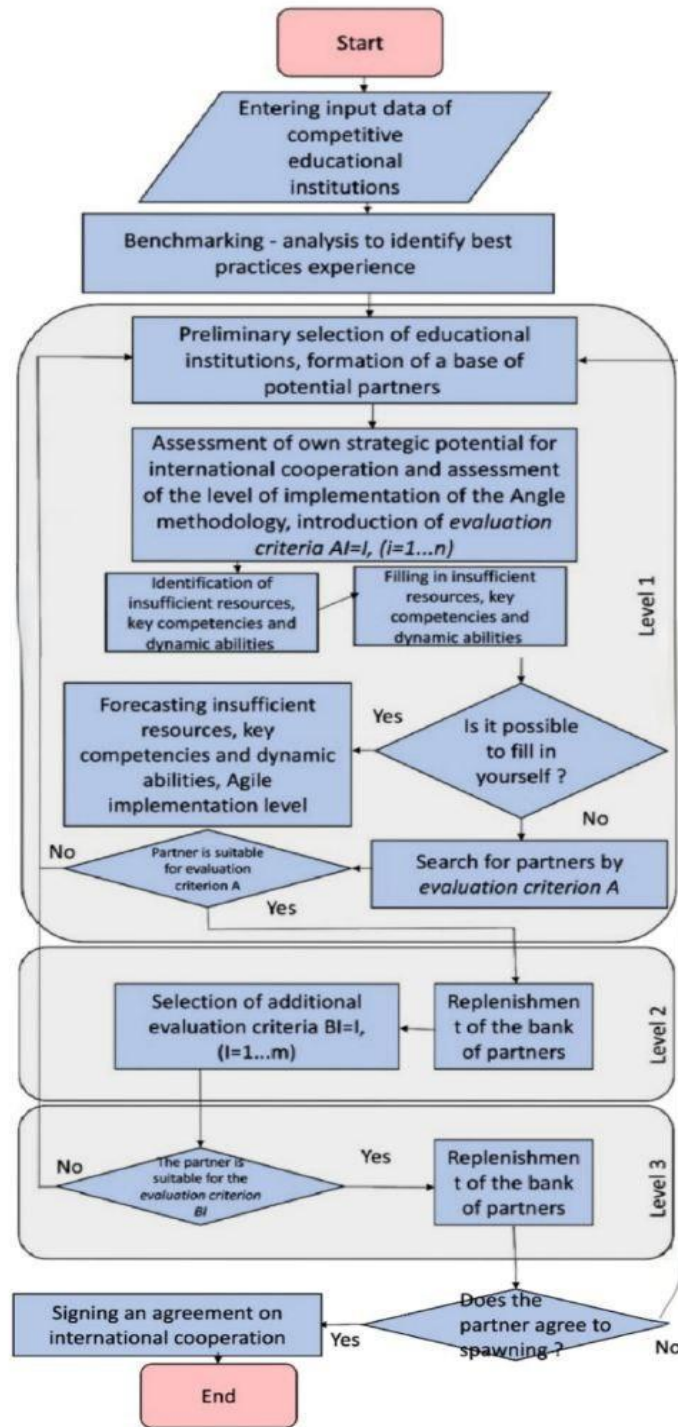 Start
Entering input data of
competitive
educational
institutions
Benchmarking - analysis to identify best
practices experience
Preliminary selection of educational
institutions, formation of a base of
potential partners
Assessment of own strategic potential for
international cooperation and assessment
of the level of implementation of the Angle
methodology, introduction of evaluation
criteria AI=I, (i=1...n)
Identification of
insufficient resources,
key competencies and
dynamic abilities
Filling in insufficient
resources, key
competencies and
dynamic abilities
Level 1
Forecasting insufficient
resources, key
competencies and dynamic
abilities, Agile
implementation level
Yes
Is it possible
to fill in
yourself ?
No
No
Partner is suitable
for evaluation
criterion A
Search for partners by
evaluation criterion A
Yes
Selection of additional
evaluation criteria BI=I,
(I=1...m)
Replenishmen
t of the bank
of partners
Level 2
No
The partner is
suitable for the
evaluation criterion
BI
Yes
Replenishmen
t of the bank
of partners
Level 3
Signing an agreement on
international cooperation
Yes
Does the
partner agree to
spawning ?
No
End